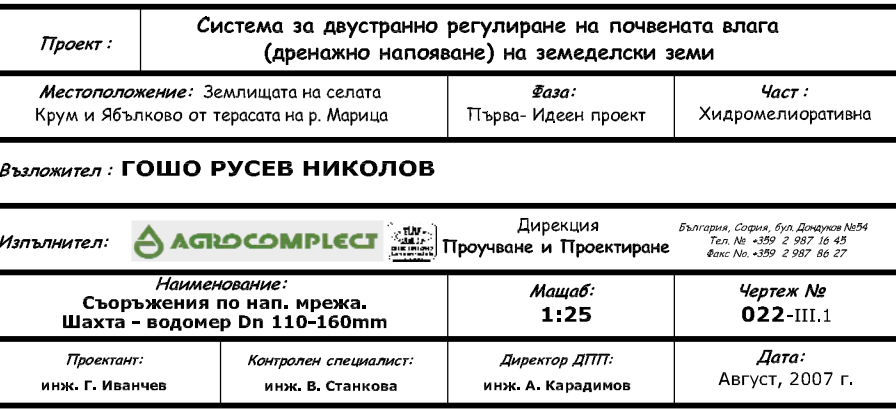 Проект :
Система за двустранно регулиране на почвената влага
(дренажно напояване) на земеделски земи
Местоположение: Землищата на селата
Крум и Ябълково от терасата на р. Марица
Фаза:
Първа- Идеен проект
Част :
Хидромелиоративна
Възложител : ГОШО РУСЕВ НИКОЛОВ
Изпълнител:
AGROCOMPLECT
Дирекция
Проучване и Проектиране
България, София, бул. Дондуков №54
Тел. № +359 2 987 16 45
Факс No. +359 2 987 86 27
Наименование:
Съоръжения по нап. мрежа.
Шахта - водомер Dn 110-160mm
Мащаб:
1:25
Чертеж №
022-III.1
Проектант:
инж. Г. Иванчев
Контролен специалист:
инж. В. Станкова
Директор ДПП:
инж. А. Карадимов
Дата:
Август, 2007 г.